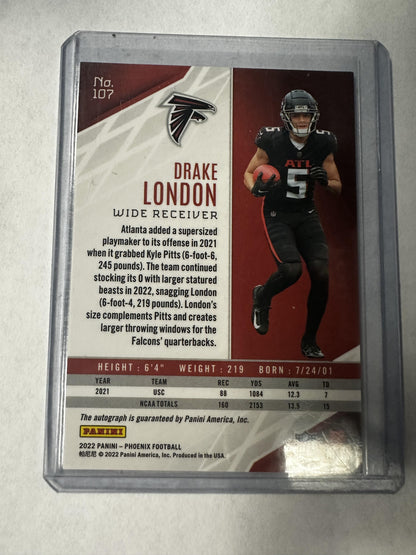 No.
107
DRAKE
LONDON
WIDE RECEIVER
Atlanta added a supersized
playmaker to its offense in 2021
when it grabbed Kyle Pitts (6-foot-6,
245 pounds). The team continued
stocking its O with larger statured
beasts in 2022, snagging London
(6-foot-4, 219 pounds). London's
size complements Pitts and creates
larger throwing windows for the
Falcons' quarterbacks.
ATL
5
5
HEIGHT : 6'4" WEIGHT : 219 BORN : 7/24/01
YEAR TEAM REC YDS AVG TD
2021 USC 88 1084 12.3 7
NCAA TOTALS 160 2153 13.5 15
The autograph is guaranteed by Panini America, Inc.
PANINI
2022 PANINI – PHOENIX FOOTBALL
帕尼尼 © 2022 Panini America, Inc. Produced in the USA.